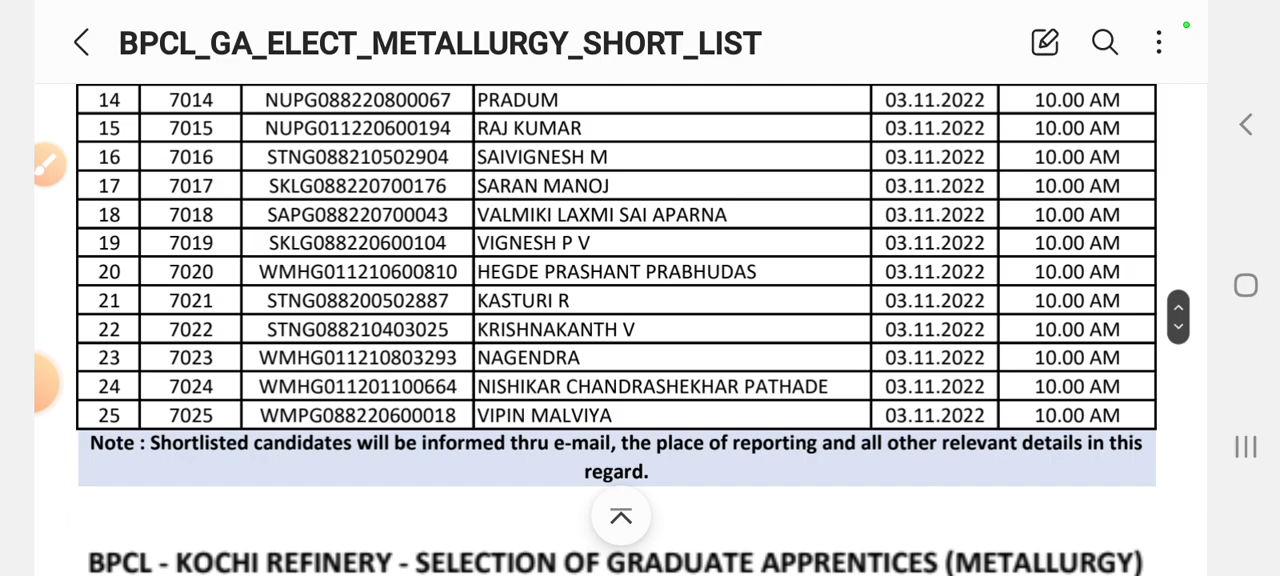 BPCL_GA_ELECT_METALLURGY_SHORT_LIST
14 7014 NUPG088220800067 PRADUM 03.11.2022 10.00 AM
15 7015 NUPG011220600194 RAJ KUMAR 03.11.2022 10.00 AM
16 7016 STNG088210502904 SAIVIGNESH M 03.11.2022 10.00 AM
17 7017 SKLG088220700176 SARAN MANOJ 03.11.2022 10.00 AM
18 7018 SAPG088220700043 VALMIKI LAXMI SAI APARNA 03.11.2022 10.00 AM
19 7019 SKLG088220600104 VIGNESH P V 03.11.2022 10.00 AM
20 7020 WMHG011210600810 HEGDE PRASHANT PRABHUDAS 03.11.2022 10.00 AM
21 7021 STNG088200502887 KASTURI R 03.11.2022 10.00 AM
22 7022 STNG088210403025 KRISHNAKANTH V 03.11.2022 10.00 AM
23 7023 WMHG011210803293 NAGENDRA 03.11.2022 10.00 AM
24 7024 WMHG011201100664 NISHIKAR CHANDRASHEKHAR PATHADE 03.11.2022 10.00 AM
25 7025 WMPG088220600018 VIPIN MALVIYA 03.11.2022 10.00 AM
Note : Shortlisted candidates will be informed thru e-mail, the place of reporting and all other relevant details in this
regard.
BPCL - KOCHI REFINERY - SELECTION OF GRADUATE APPRENTICES (METALLURGY)